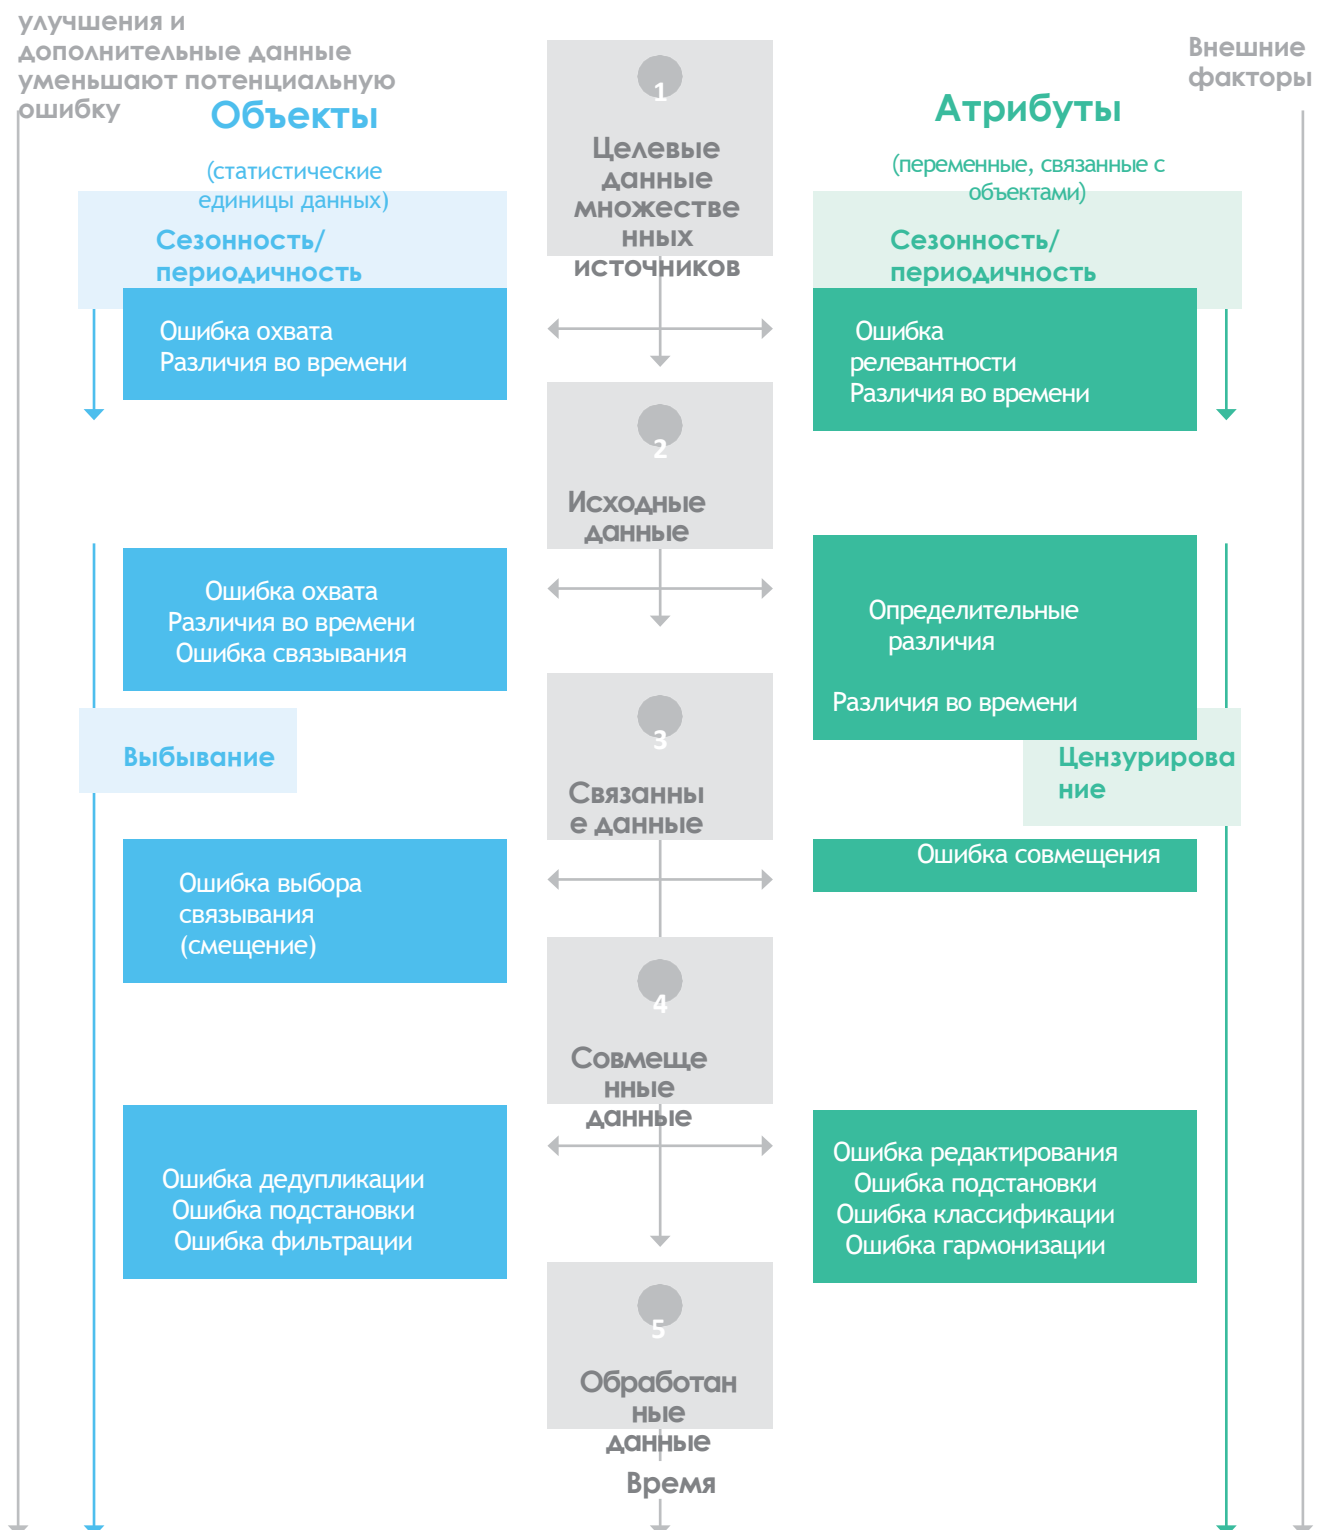 улучшения и
дополнительные данные
уменьшают потенциальную
ошибку
Внешние
факторы
Объекты
(статистические
единицы данных)
Атрибуты
(переменные, связанные с
объектами)
1
Целевые
данные
множестве
нных
источников
Сезонность/
периодичность
Сезонность/
периодичность
Ошибка охвата
Различия во времени
Ошибка
релевантности
Различия во времени
2
Исходные
данные
Ошибка охвата
Различия во времени
Ошибка связывания
Определительные
различия
Различия во времени
3
Связанны
е данные
Выбывание
Цензурирова
ние
Ошибка выбора
связывания
(смещение)
Ошибка совмещения
4
Совмеще
нные
данные
Ошибка дедупликации
Ошибка подстановки
Ошибка фильтрации
Ошибка редактирования
Ошибка подстановки
Ошибка классификации
Ошибка гармонизации
5
Обработан
ные
данные
Время